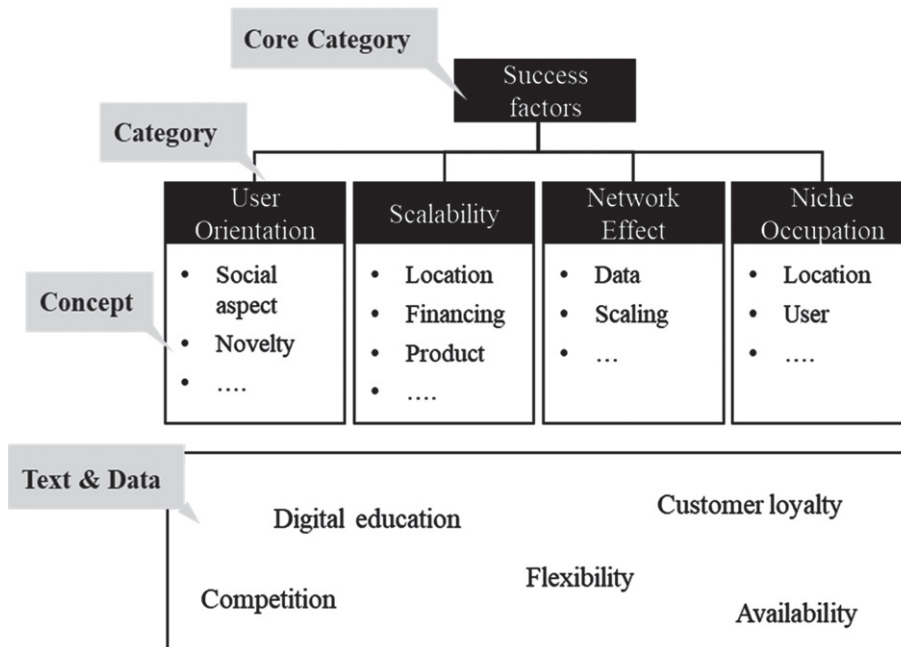 Core Category
Success
factors
Category
User
Orientation
Scalability
Network
Effect
Niche
Occupation
Concept
• Social
aspect
• Novelty
• ....
• Location
• Financing
• Product
• ....
• Data
• Scaling
• ...
• Location
• User
• ....
Text & Data
Digital education
Customer loyalty
Flexibility
Competition
Availability